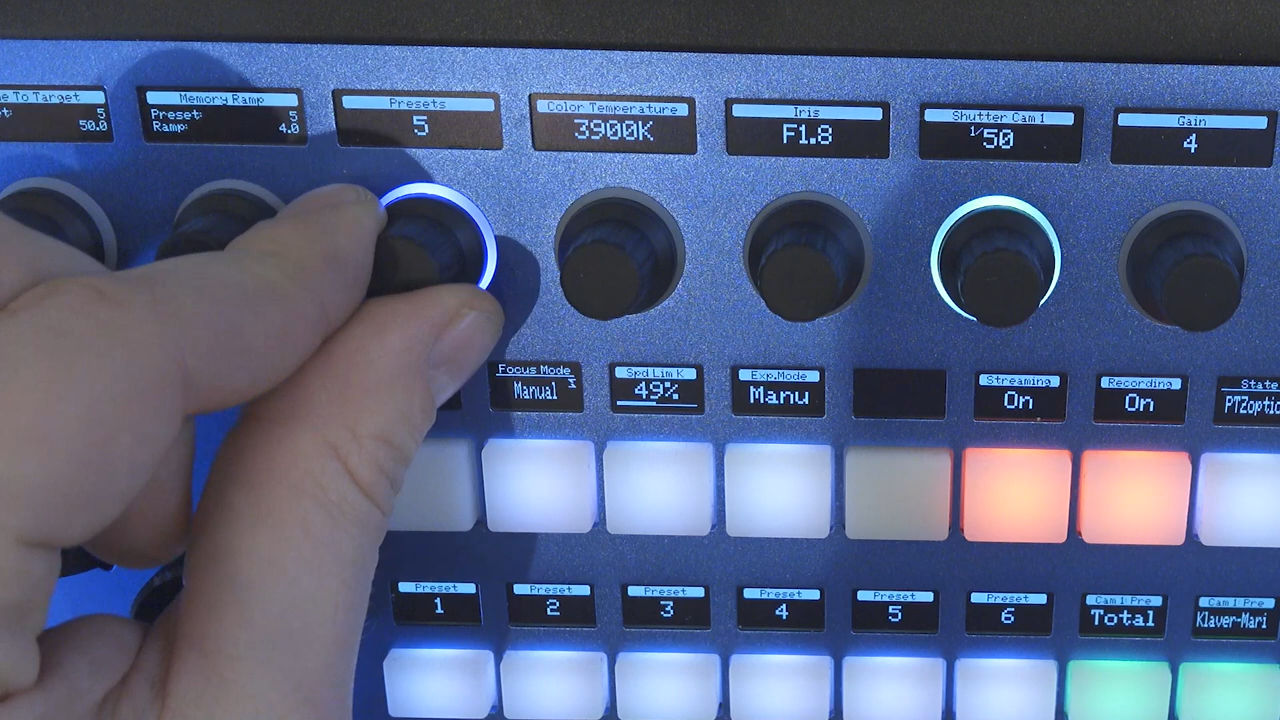 e To Target
t: 5
50.0
Memory Ramp
Preset: 5
Ramp: 4.0
Presets
5
Color Temperature
3900K
Iris
F1.8
Shutter Cam 1
1/50
Gain
4
Focus Mode
Manual
Spd Lim K
49%
Exp.Mode
Manu
Streaming
On
Recording
On
State
PTZoptic
Preset
1
Preset
2
Preset
3
Preset
4
Preset
5
Preset
6
Cam 1 Pre
Total
Cam 1 Pre
Klaver-Mari